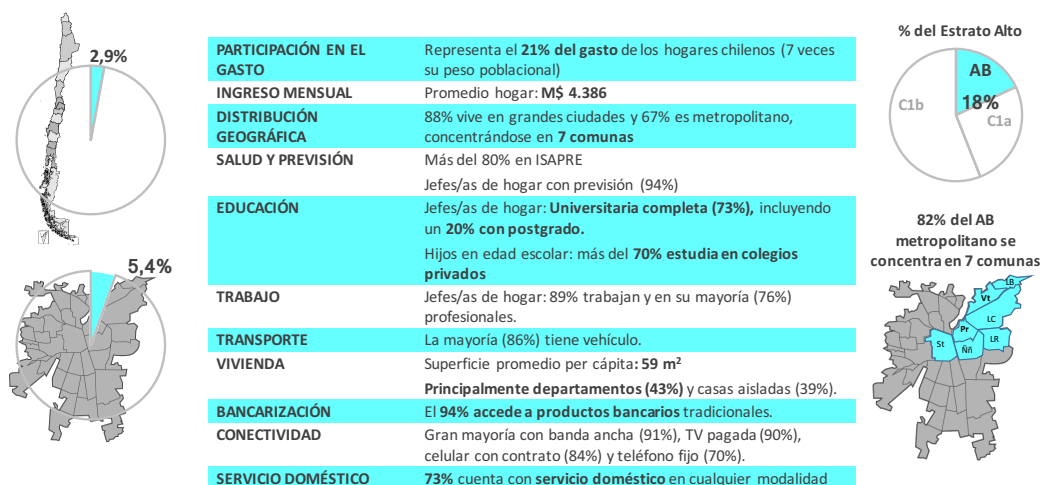 2,9%
5,4%
PARTICIPACIÓN EN EL
GASTO
Representa el 21% del gasto de los hogares chilenos (7 veces
su peso poblacional)
INGRESO MENSUAL
Promedio hogar: M$ 4.386
DISTRIBUCIÓN
GEOGRÁFICA
88% vive en grandes ciudades y 67% es metropolitano,
concentrándose en 7 comunas
SALUD Y PREVISIÓN
Más del 80% en ISAPRE
Jefes/as de hogar con previsión (94%)
EDUCACIÓN
Jefes/as de hogar: Universitaria completa (73%), incluyendo
un 20% con postgrado.
Hijos en edad escolar: más del 70% estudia en colegios
privados
TRABAJO
Jefes/as de hogar: 89% trabajan y en su mayoría (76%)
profesionales.
TRANSPORTE
La mayoría (86%) tiene vehículo.
VIVIENDA
Superficie promedio per cápita: 59 m²
Principalmente departamentos (43%) y casas aisladas (39%).
BANCARIZACIÓN
El 94% accede a productos bancarios tradicionales.
CONECTIVIDAD
Gran mayoría con banda ancha (91%), TV pagada (90%),
celular con contrato (84%) y teléfono fijo (70%).
SERVICIO DOMÉSTICO
73% cuenta con servicio doméstico en cualquier modalidad
% del Estrato Alto
AB
18%
C1b
C1a
82% del AB
metropolitano se
concentra en 7 comunas
LB
Vt
LC
Pr
St
Ññ
LR